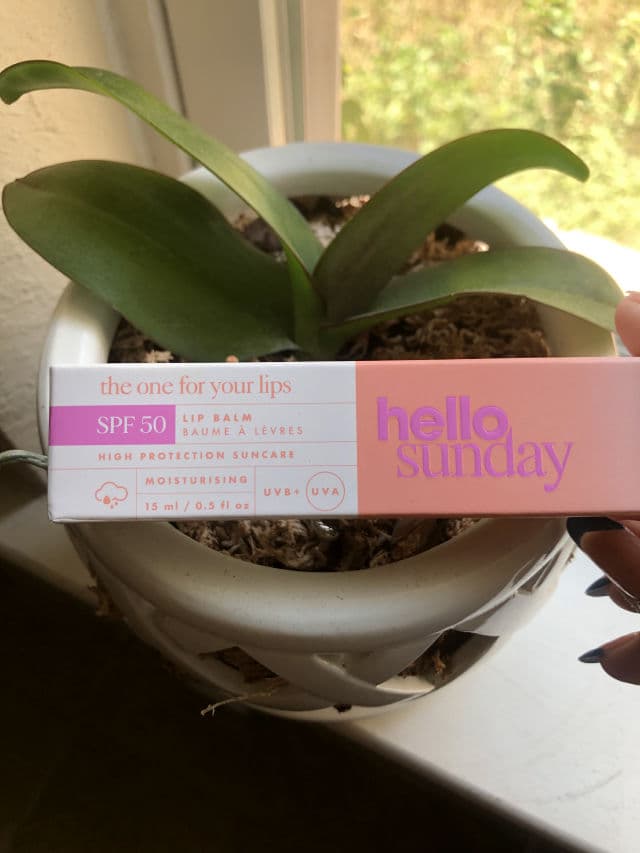 the one for your lips
SPF 50
LIP BALM
BAUME À LÈVRES
HIGH PROTECTION SUNCARE
MOISTURISING
15 ml / 0.5 fl oz
UVB+ UVA
hello
sunday